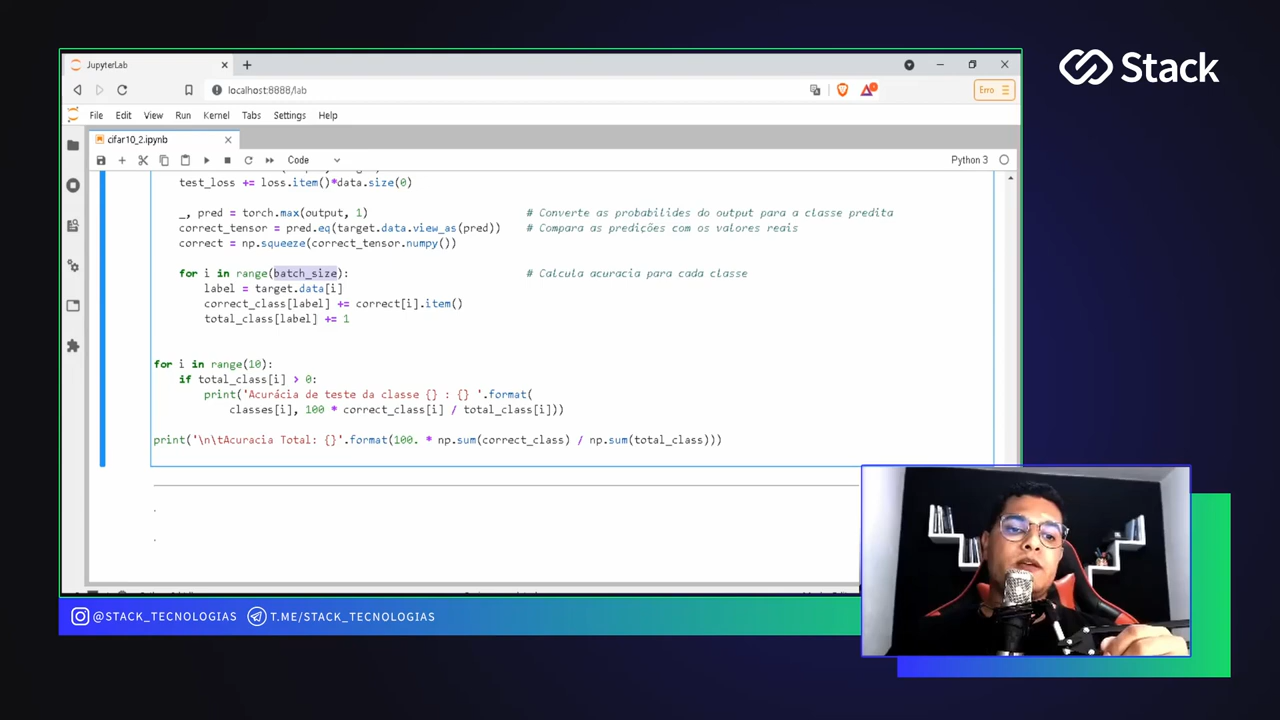 Stack
JupyterLab
localhost:8888/lab
Erro
File Edit View Run Kernel Tabs Settings Help
cifar10_2.ipynb
Code
Python 3
test_loss += loss.item()*data.size(0)
_, pred = torch.max(output, 1) # Converte as probabilides do output para a classe predita
correct_tensor = pred.eq(target.data.view_as(pred)) # Compara as predições com os valores reais
correct = np.squeeze(correct_tensor.numpy())
for i in range(batch_size): # Calcula acuracia para cada classe
label = target.data[i]
correct_class[label] += correct[i].item()
total_class[label] += 1
for i in range(10):
if total_class[i] > 0:
print('Acurácia de teste da classe {} : {} '.format(
classes[i], 100 * correct_class[i] / total_class[i]))
print('\n\tAcuracia Total: {}'.format(100. * np.sum(correct_class) / np.sum(total_class)))
@STACK_TECNOLOGIAS T.ME/STACK_TECNOLOGIAS